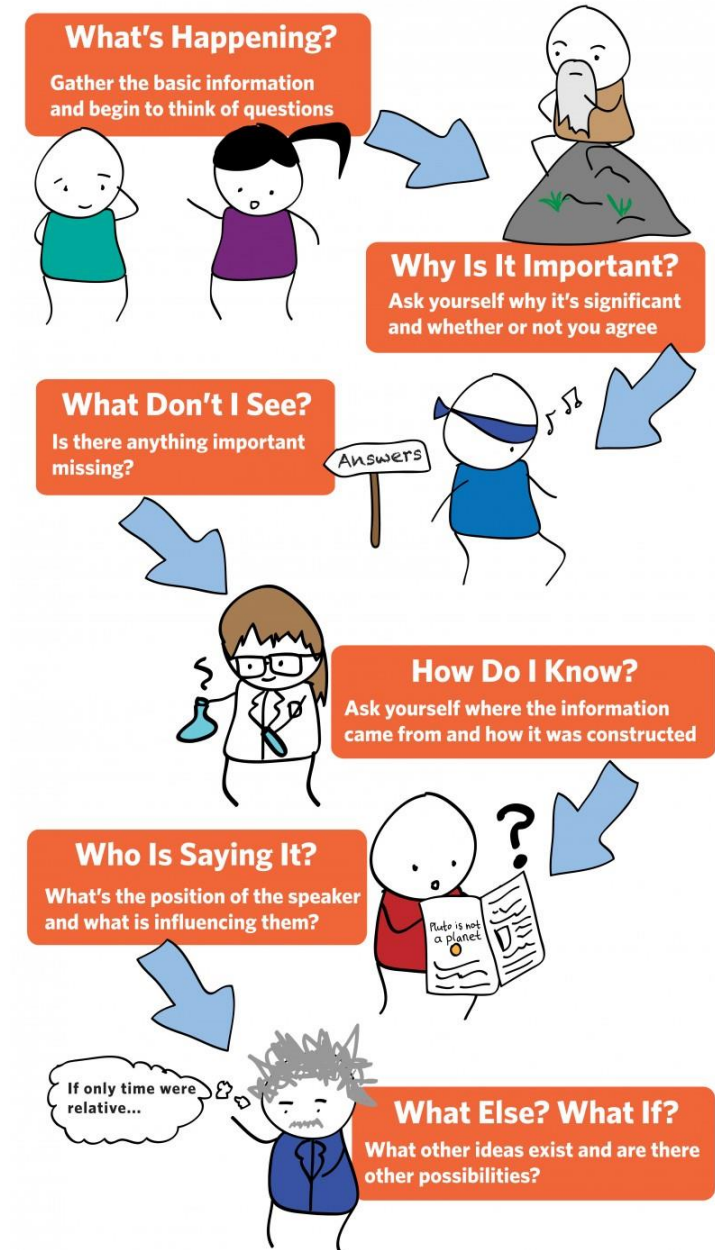 What's Happening?
Gather the basic information
and begin to think of questions
Why Is It Important?
Ask yourself why it's significant
and whether or not you agree
What Don't I See?
Is there anything important
missing?
Answers
How Do I Know?
Ask yourself where the information
came from and how it was constructed
Who Is Saying It?
What's the position of the speaker
and what is influencing them?
?
Pluto is not
a planet
If only time were
relative...
What Else? What If?
What other ideas exist and are there
other possibilities?